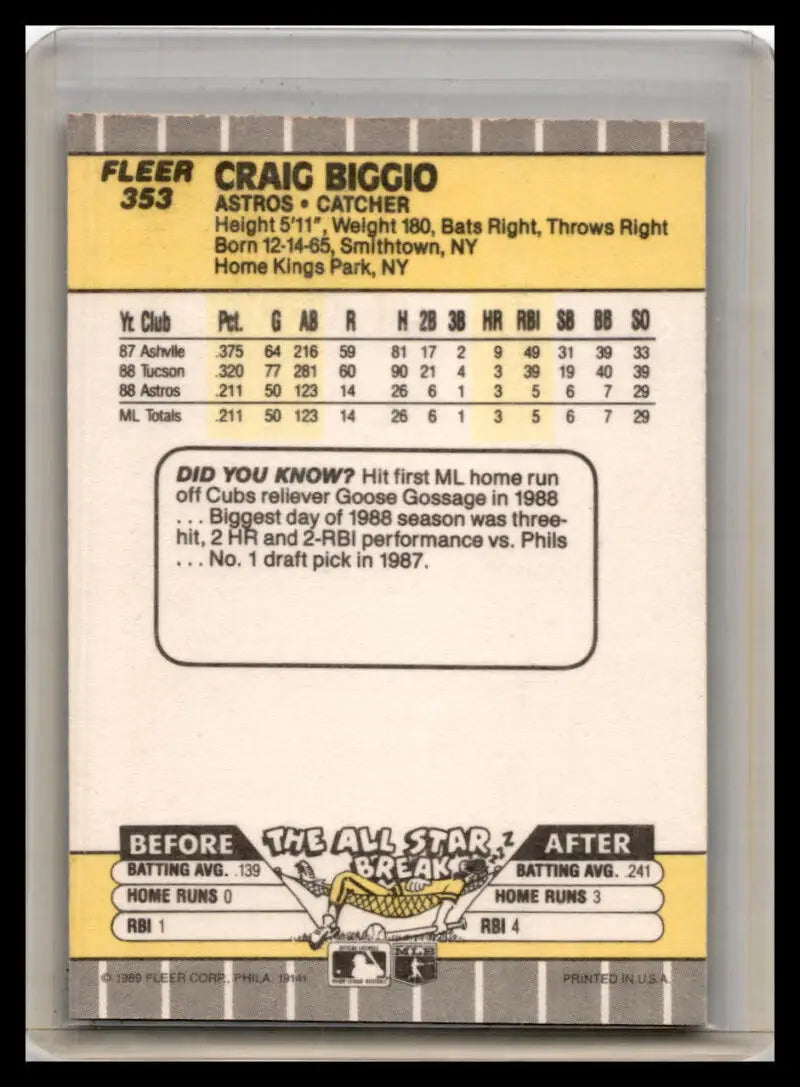 FLEER
353
CRAIG BIGGIO
ASTROS • CATCHER
Height 5'11", Weight 180, Bats Right, Throws Right
Born 12-14-65, Smithtown, NY
Home Kings Park, NY
Yr. Club Pct. G AB R H 2B 3B HR RBI SB BB SO
87 Ashvlle .375 64 216 59 81 17 2 9 49 31 39 33
88 Tucson .320 77 281 60 90 21 4 3 39 19 40 39
88 Astros .211 50 123 14 26 6 1 3 5 6 7 29
ML Totals .211 50 123 14 26 6 1 3 5 6 7 29
DID YOU KNOW? Hit first ML home run
off Cubs reliever Goose Gossage in 1988
. . . Biggest day of 1988 season was three-
hit, 2 HR and 2-RBI performance vs. Phils
. . . No. 1 draft pick in 1987.
BEFORE THE ALL STAR BREAK Z Z AFTER
BATTING AVG. .139 BATTING AVG. .241
HOME RUNS 0 HOME RUNS 3
RBI 1 RBI 4
© 1989 FLEER CORP., PHILA. 19141 MLB PRINTED IN U.S.A.